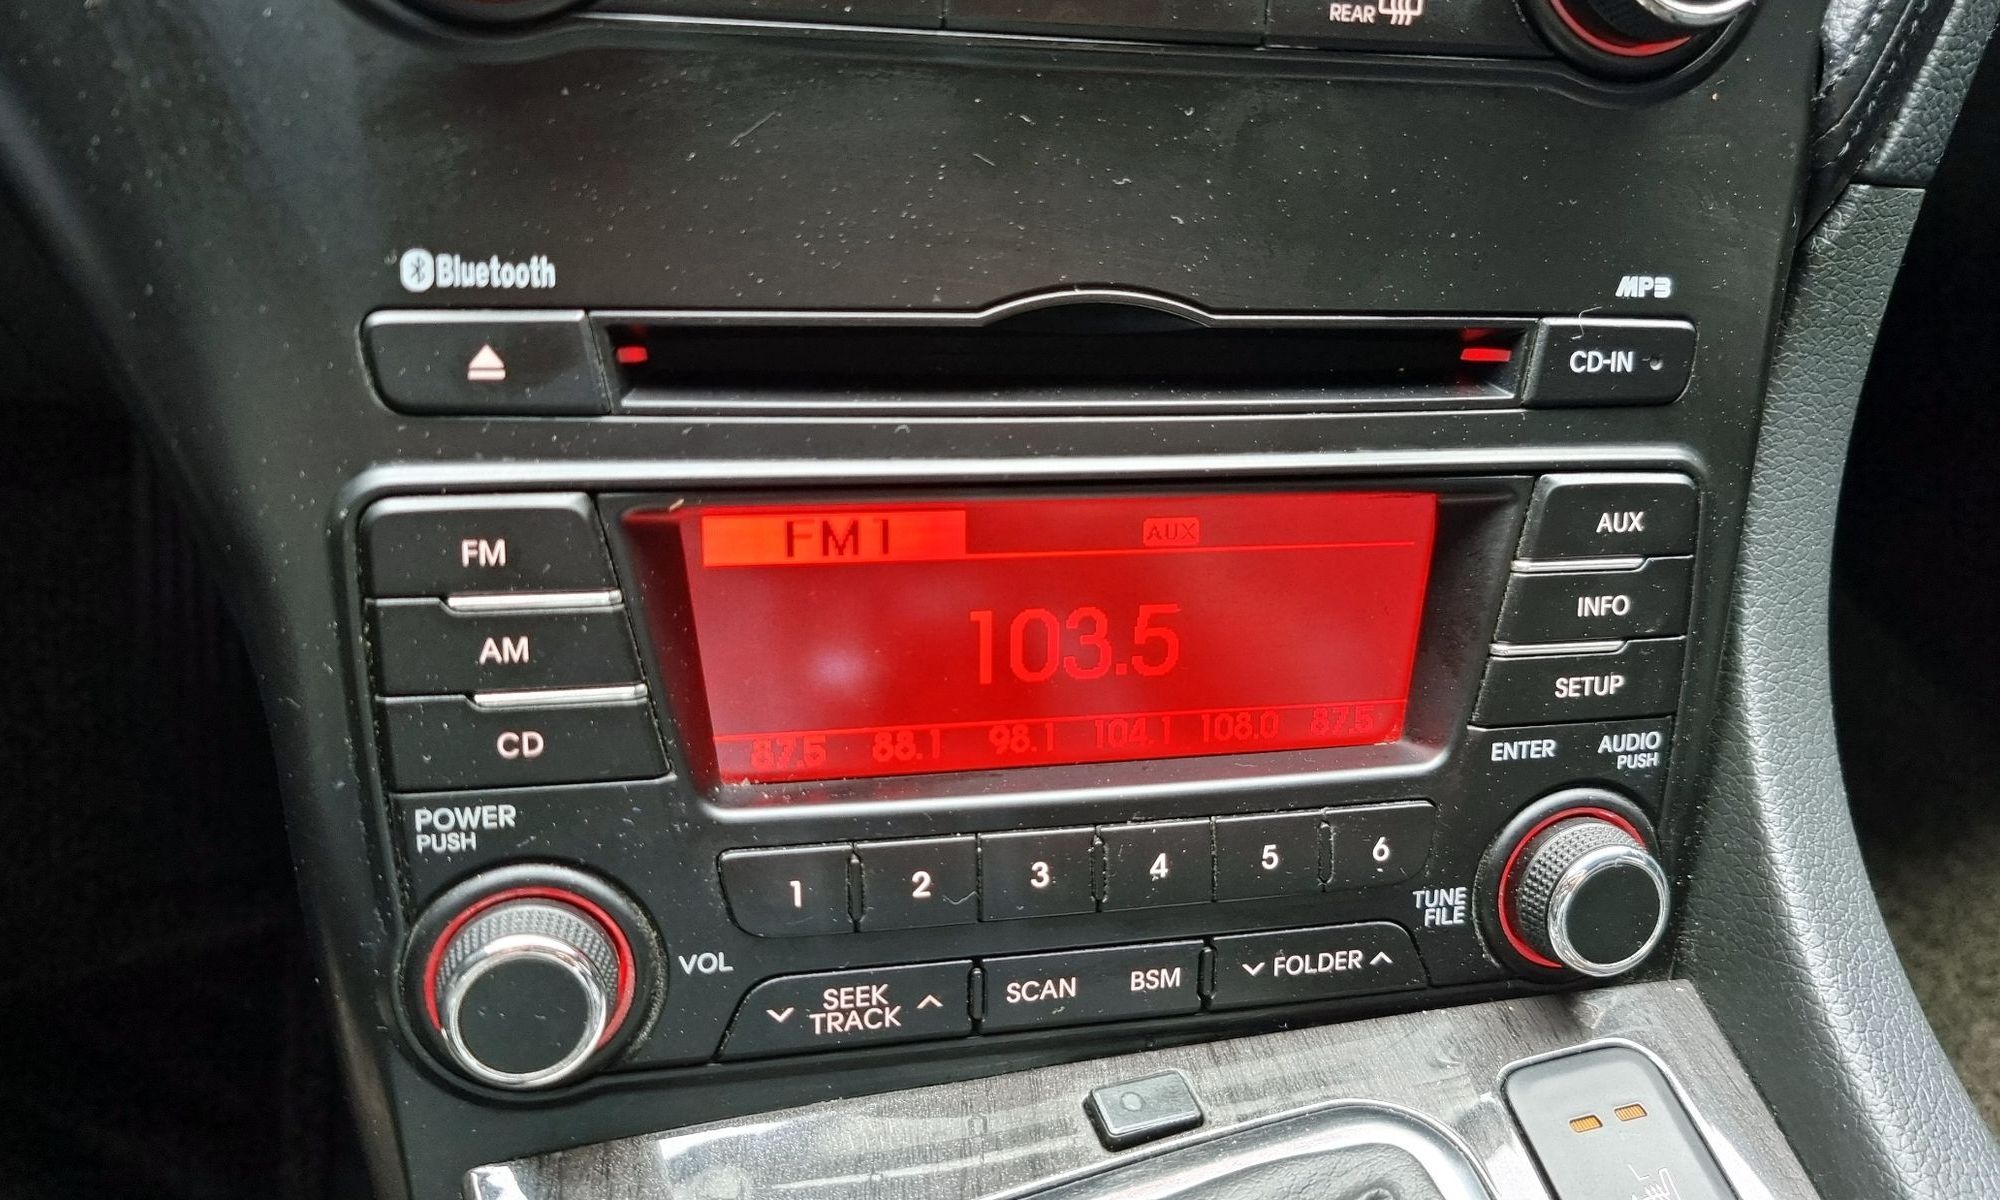 REAR
Bluetooth
MP3
CD-IN
FM
AM
CD
FM1
AUX
103.5
87.5 88.1 98.1 104.1 108.0 87.5
AUX
INFO
SETUP
ENTER
AUDIO
PUSH
POWER
PUSH
VOL
1 2 3 4 5 6
TUNE
FILE
SEEK
TRACK
SCAN BSM
FOLDER